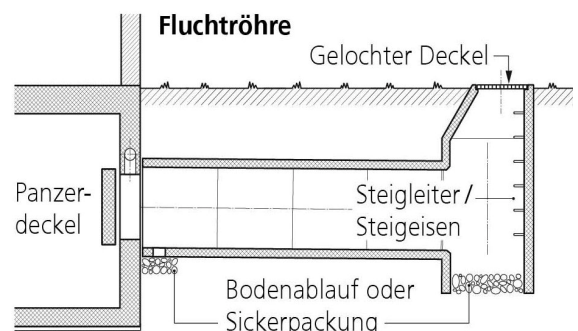 Fluchtröhre
Gelochter Deckel
Panzer-
deckel
Steigleiter /
Steigeisen
Bodenablauf oder
Sickerpackung